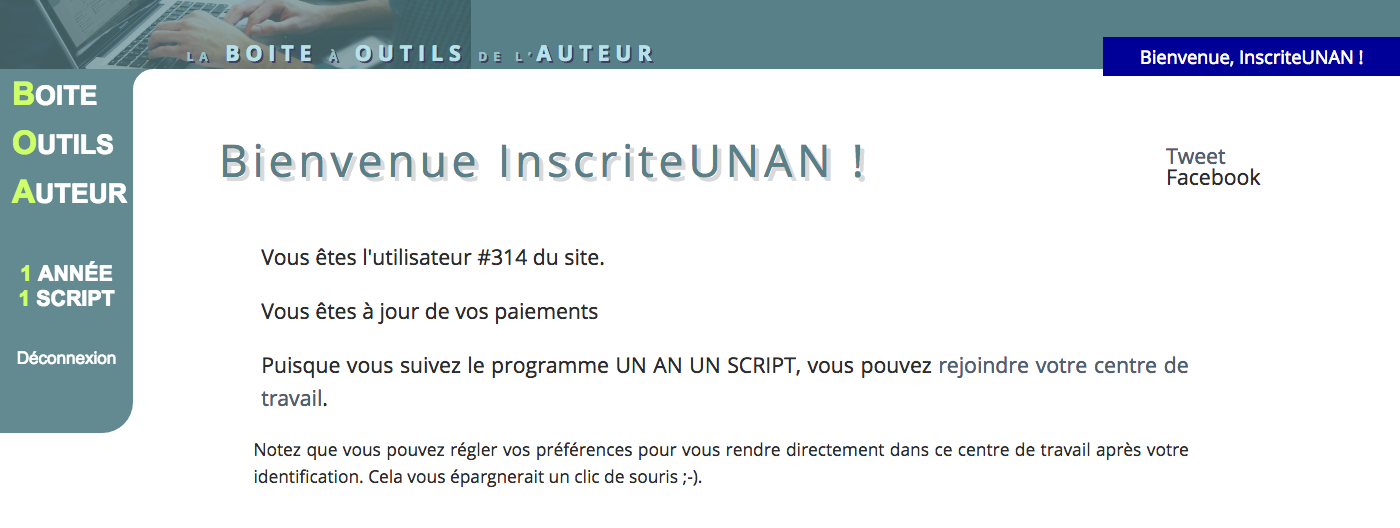 LA BOITE À OUTILS DE L'AUTEUR
Bienvenue, InscriteUNAN !
BOITE
OUTILS
AUTEUR
1 ANNÉE
1 SCRIPT
Déconnexion
Bienvenue InscriteUNAN !
Tweet
Facebook
Vous êtes l'utilisateur #314 du site.
Vous êtes à jour de vos paiements
Puisque vous suivez le programme UN AN UN SCRIPT, vous pouvez rejoindre votre centre de
travail.
Notez que vous pouvez régler vos préférences pour vous rendre directement dans ce centre de travail après votre
identification. Cela vous épargnerait un clic de souris ;-).